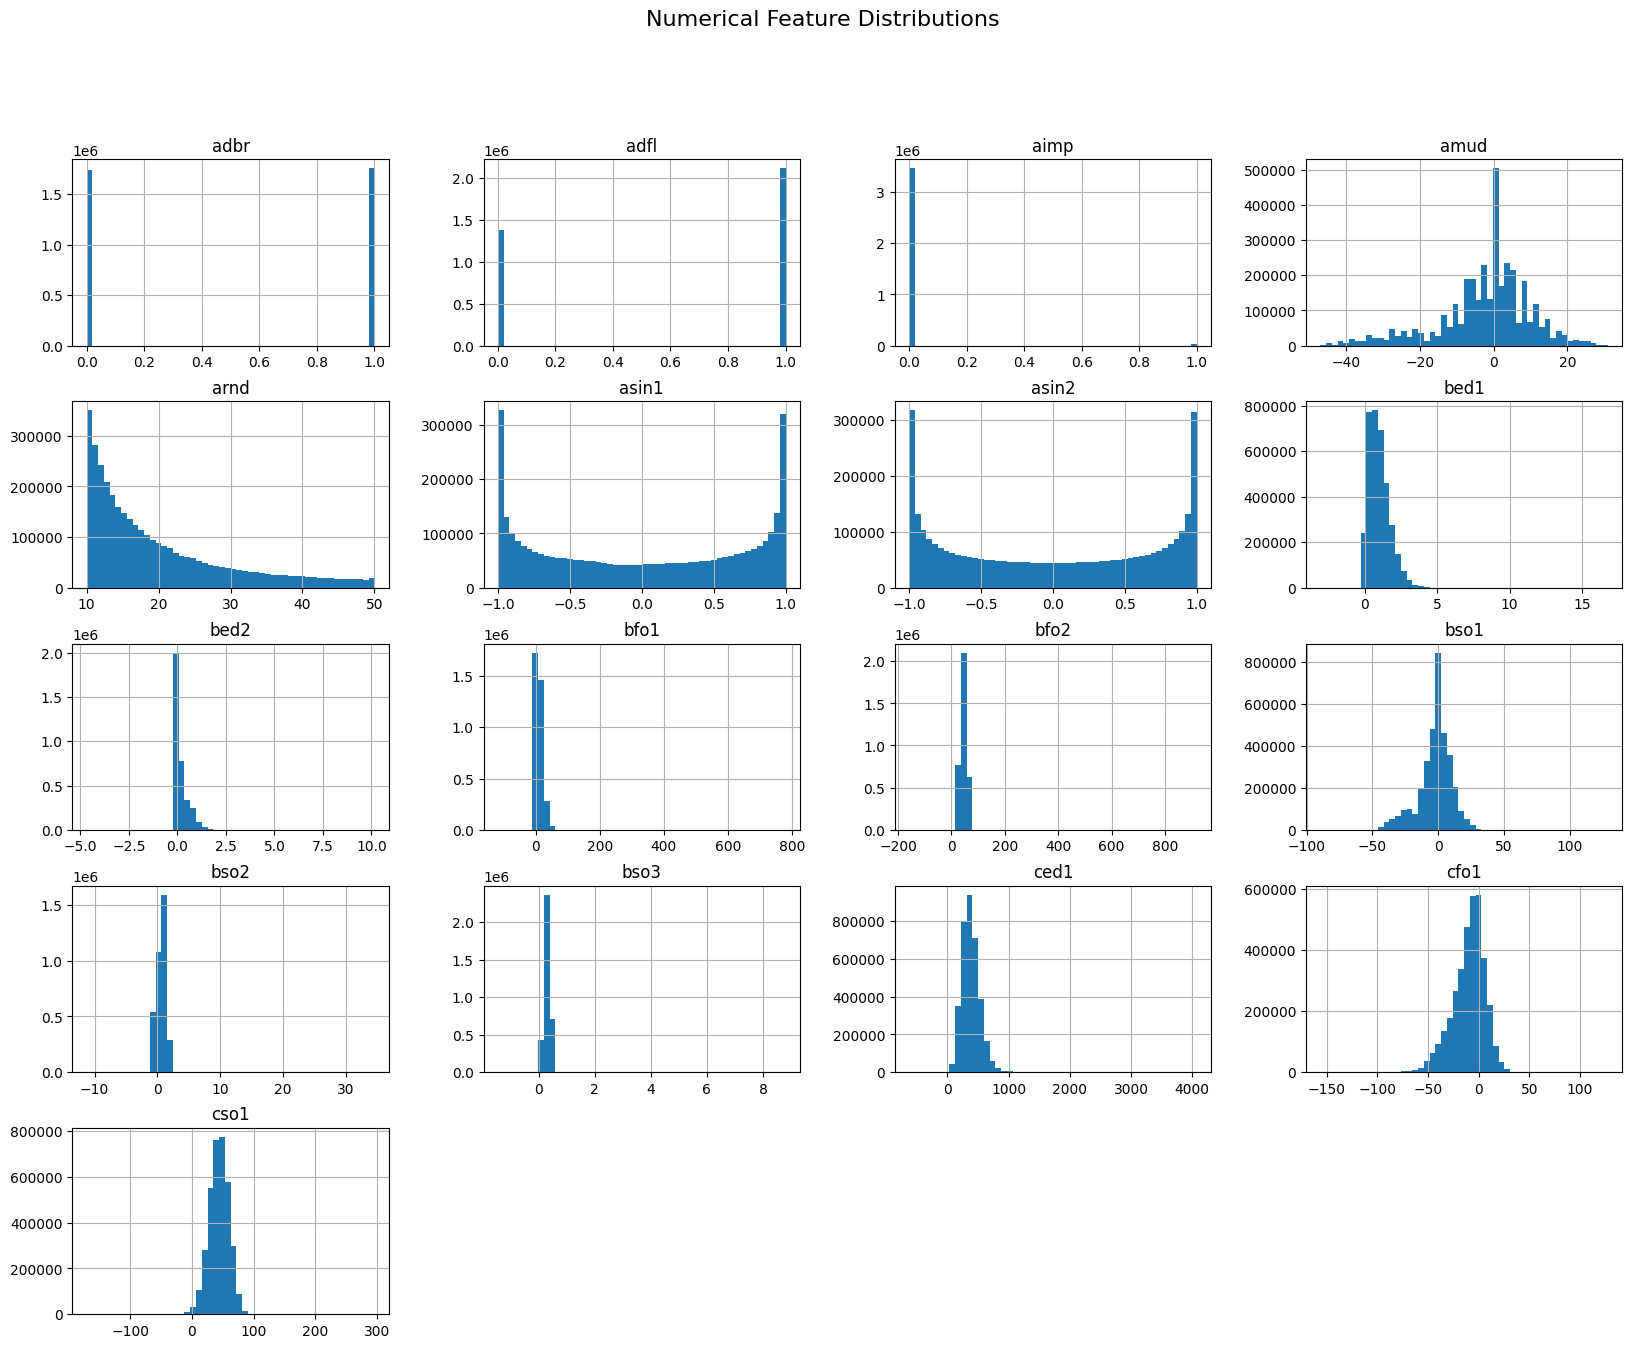 Numerical Feature Distributions
adbr adfl aimp amud
1e6 1e6 1e6
1.5 1.0 0.5 0.0
0.0 0.2 0.4 0.6 0.8 1.0
2.0 1.5 1.0 0.5 0.0
0.0 0.2 0.4 0.6 0.8 1.0
3 2 1 0
0.0 0.2 0.4 0.6 0.8 1.0
500000 400000 300000 200000 100000 0
−40 −20 0 20
arnd asin1 asin2 bed1
300000 200000 100000 0
10 20 30 40 50
300000 200000 100000 0
−1.0 −0.5 0.0 0.5 1.0
300000 200000 100000 0
−1.0 −0.5 0.0 0.5 1.0
800000 600000 400000 200000 0
0 5 10 15
bed2 bfo1 bfo2 bso1
1e6 1e6 1e6
2.0 1.5 1.0 0.5 0.0
−5.0 −2.5 0.0 2.5 5.0 7.5 10.0
1.5 1.0 0.5 0.0
0 200 400 600 800
2.0 1.5 1.0 0.5 0.0
−200 0 200 400 600 800
800000 600000 400000 200000 0
−100 −50 0 50 100
bso2 bso3 ced1 cfo1
1e6 1e6
1.5 1.0 0.5 0.0
−10 0 10 20 30
2.0 1.5 1.0 0.5 0.0
0 2 4 6 8
800000 600000 400000 200000 0
0 1000 2000 3000 4000
600000 400000 200000 0
−150 −100 −50 0 50 100
cso1
800000 600000 400000 200000 0
−100 0 100 200 300